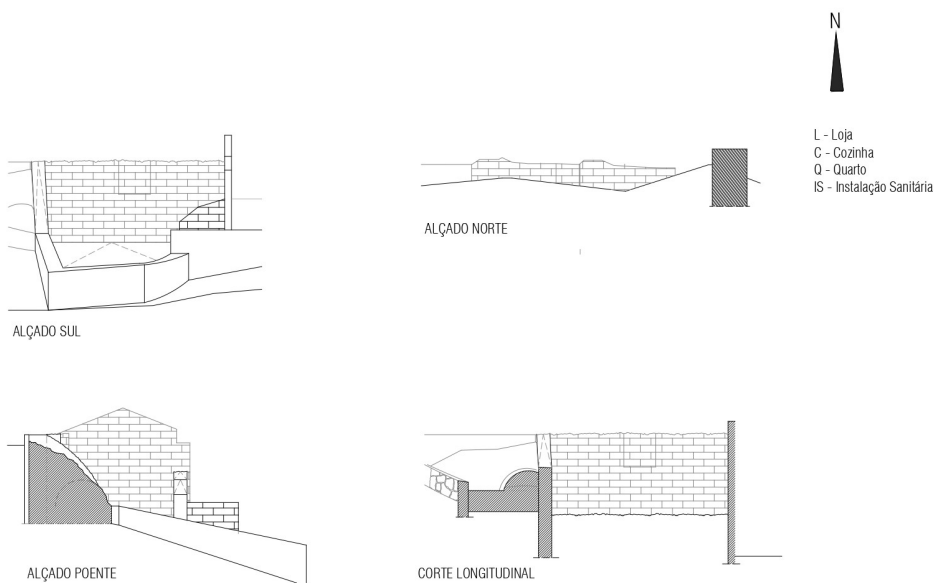 N
L - Loja
C - Cozinha
Q - Quarto
IS - Instalação Sanitária
ALÇADO NORTE
ALÇADO SUL
ALÇADO POENTE
CORTE LONGITUDINAL